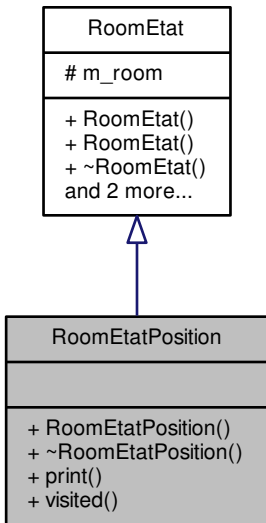 RoomEtat
# m_room
+ RoomEtat()
+ RoomEtat()
+ ~RoomEtat()
and 2 more...
RoomEtatPosition
+ RoomEtatPosition()
+ ~RoomEtatPosition()
+ print()
+ visited()